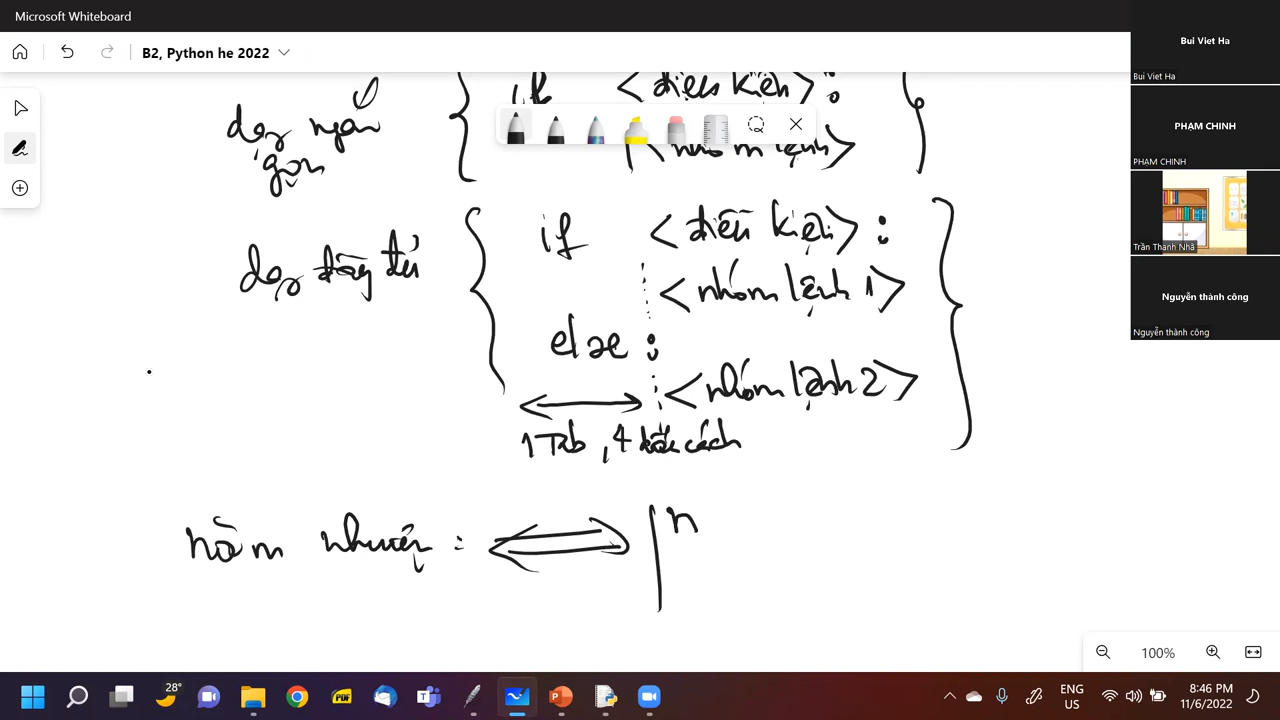 Microsoft Whiteboard
B2, Python he 2022
Bui Viet Ha
Bui Viet Ha
PHẠM CHINH
PHẠM CHINH
Trần Thanh Nhã
Nguyễn thành công
Nguyễn thành công
dạng ngắn gọn
if <điều kiện> :
<nhóm lệnh>
dạng đầy đủ
if <điều kiện> :
<nhóm lệnh 1>
else :
<nhóm lệnh 2>
1 Tab , 4 dấu cách
năm nhuận :
n
100%
28°
PDF
ENG
US
8:46 PM
11/6/2022